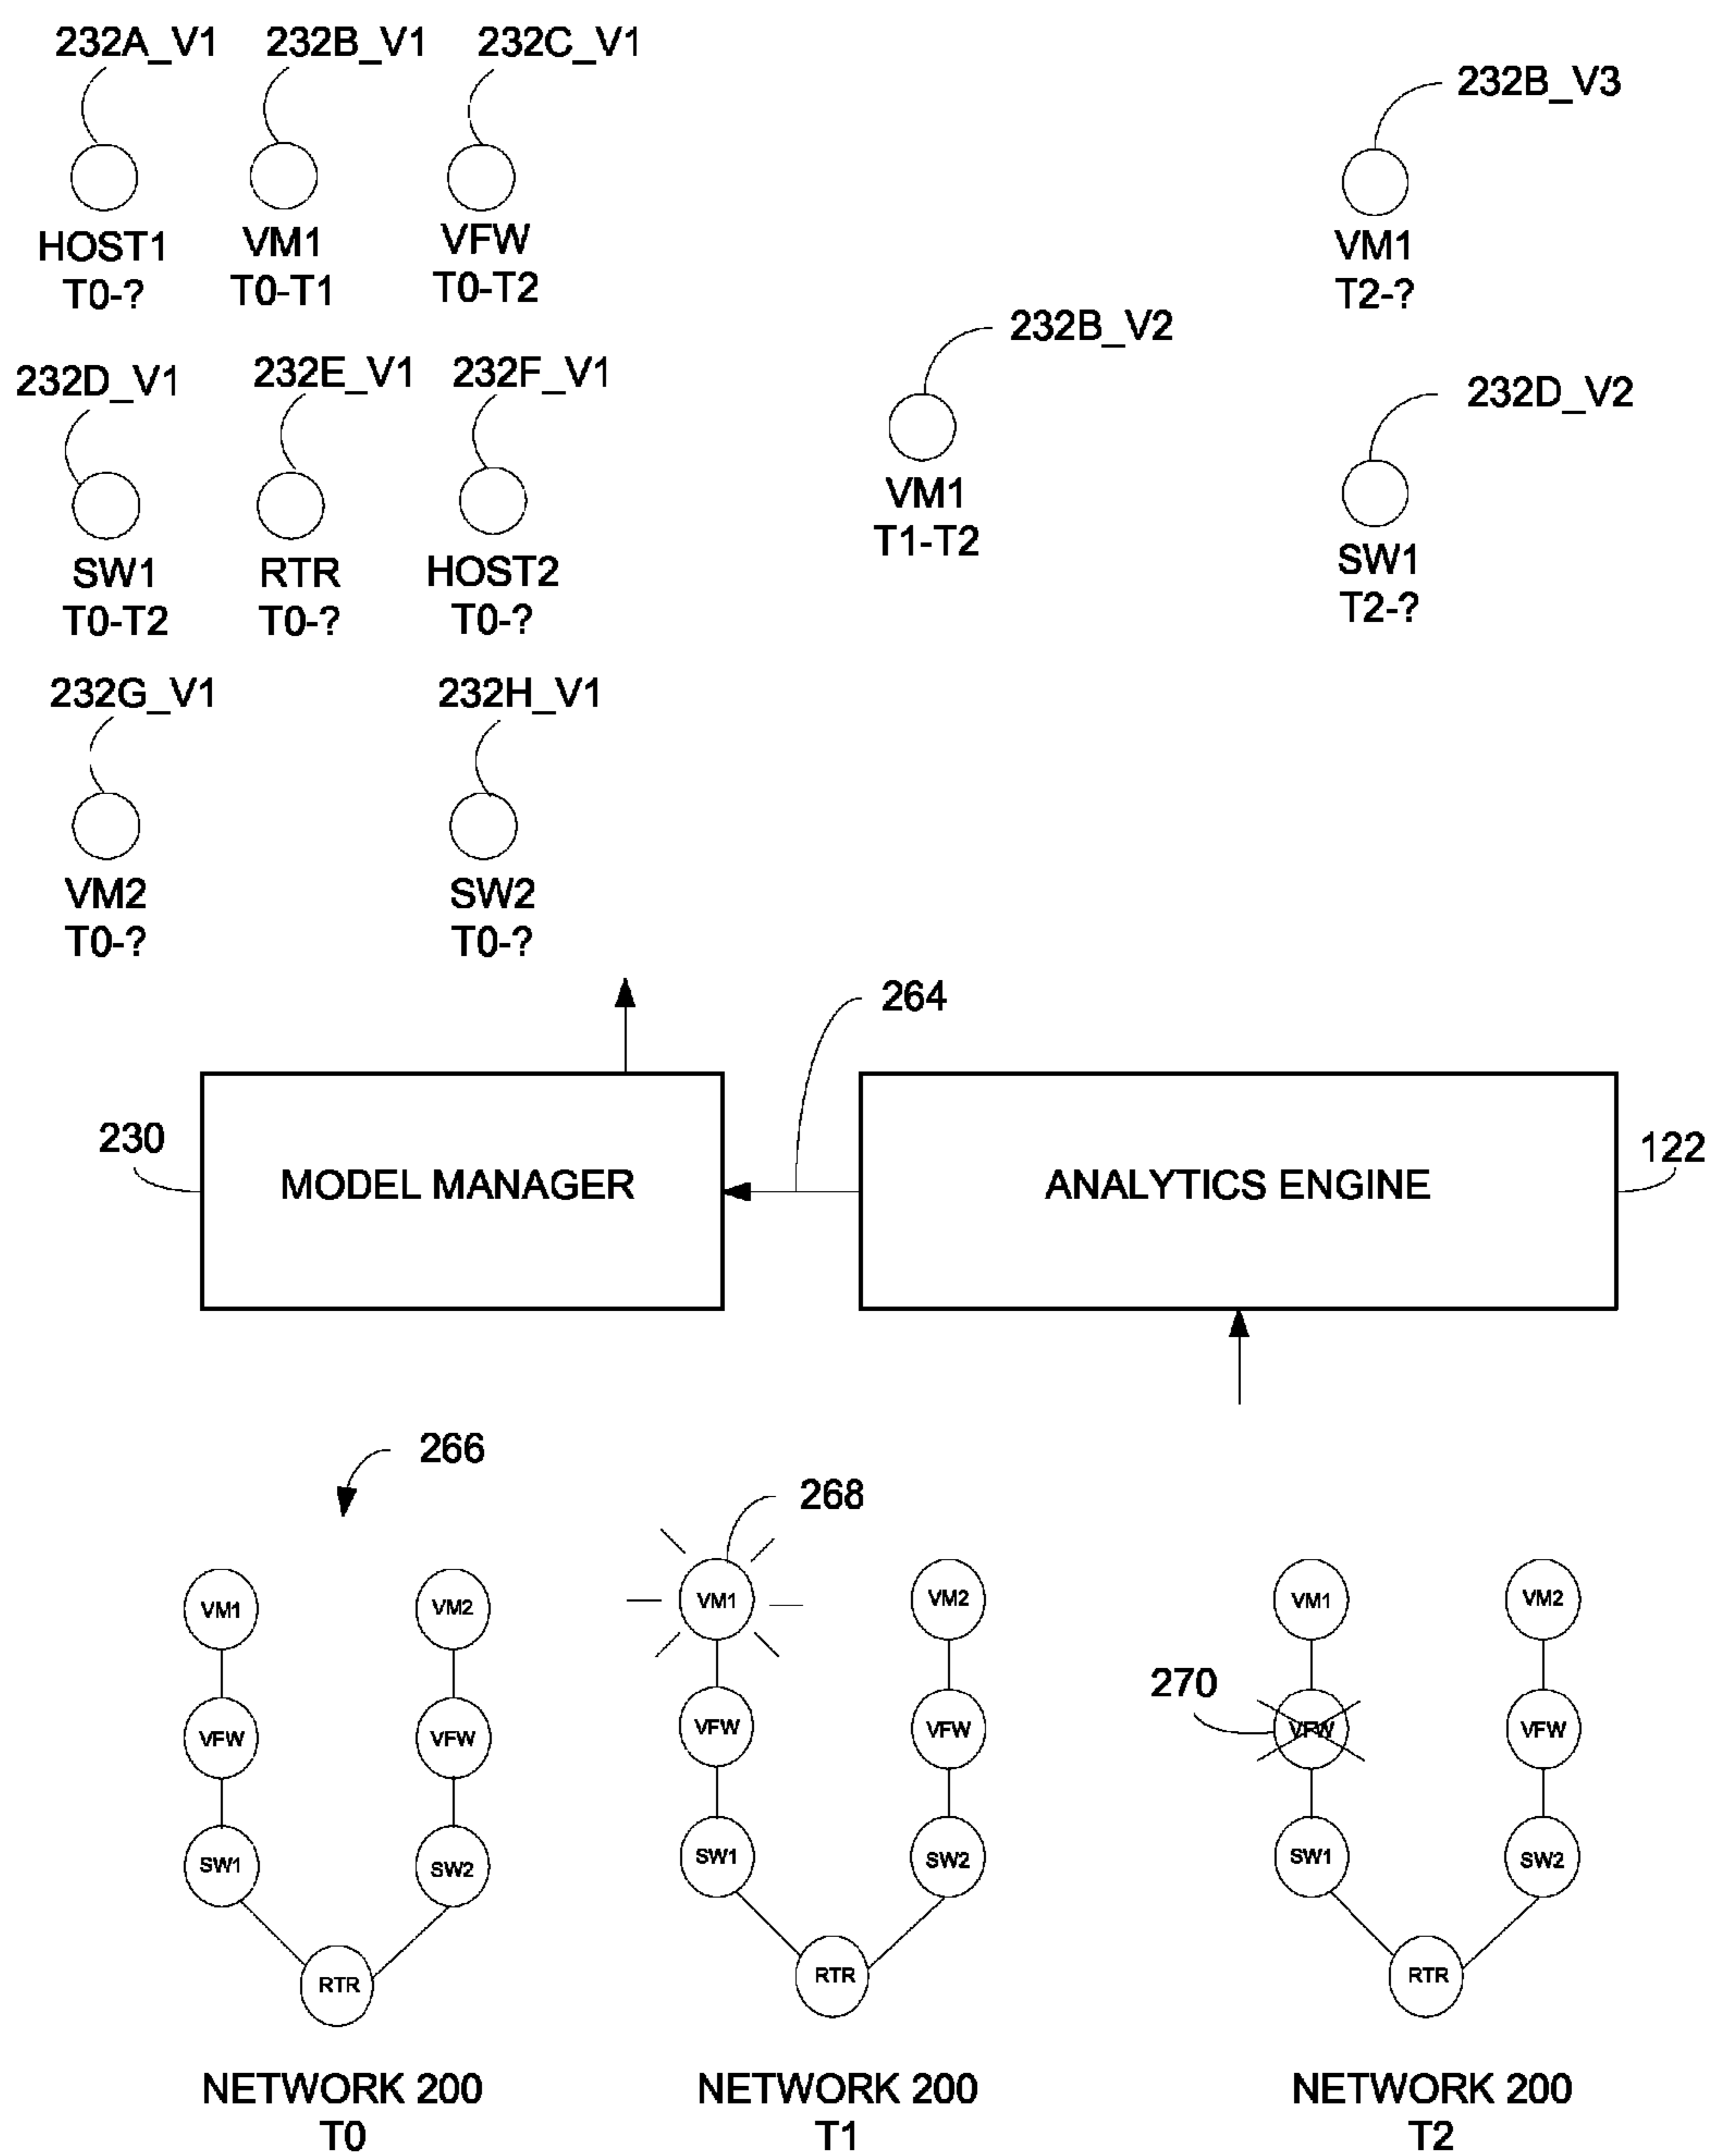 232A_V1 232B_V1 232C_V1
232B_V3
HOST1
T0-?
VM1
T0-T1
VFW
T0-T2
VM1
T2-?
232B_V2
232D_V1 232E_V1 232F_V1
232D_V2
SW1
T0-T2
RTR
T0-?
HOST2
T0-?
VM1
T1-T2
SW1
T2-?
232G_V1 232H_V1
VM2
T0-?
SW2
T0-?
264
230
MODEL MANAGER
ANALYTICS ENGINE
122
266
VM1 VM2
VFW VFW
SW1 SW2
RTR
NETWORK 200
T0
268
VM1 VM2
VFW VFW
SW1 SW2
RTR
NETWORK 200
T1
VM1 VM2
270
VFW VFW
SW1 SW2
RTR
NETWORK 200
T2